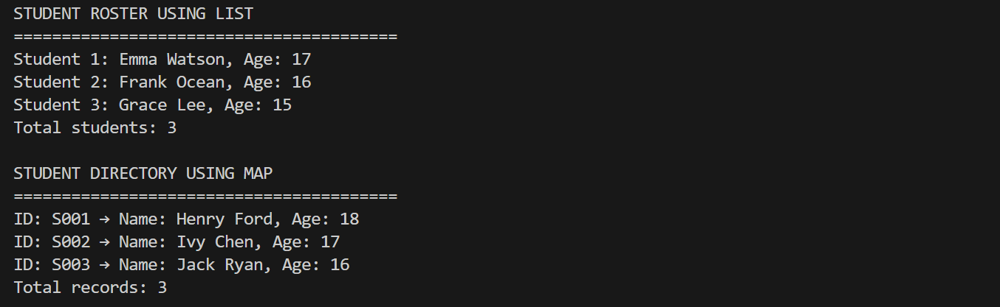 STUDENT ROSTER USING LIST
========================================
Student 1: Emma Watson, Age: 17
Student 2: Frank Ocean, Age: 16
Student 3: Grace Lee, Age: 15
Total students: 3
STUDENT DIRECTORY USING MAP
========================================
ID: S001 → Name: Henry Ford, Age: 18
ID: S002 → Name: Ivy Chen, Age: 17
ID: S003 → Name: Jack Ryan, Age: 16
Total records: 3